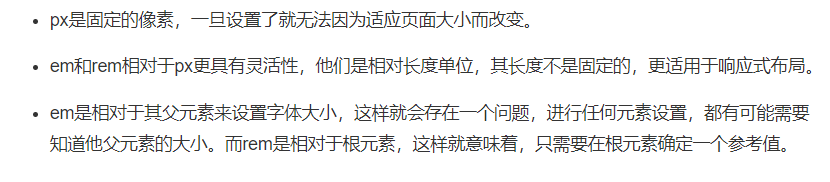 px是固定的像素，一旦设置了就无法因为适应页面大小而改变。
em和rem相对于px更具有灵活性，他们是相对长度单位，其长度不是固定的，更适用于响应式布局。
em是相对于其父元素来设置字体大小，这样就会存在一个问题，进行任何元素设置，都有可能需要
知道他父元素的大小。而rem是相对于根元素，这样就意味着，只需要在根元素确定一个参考值。